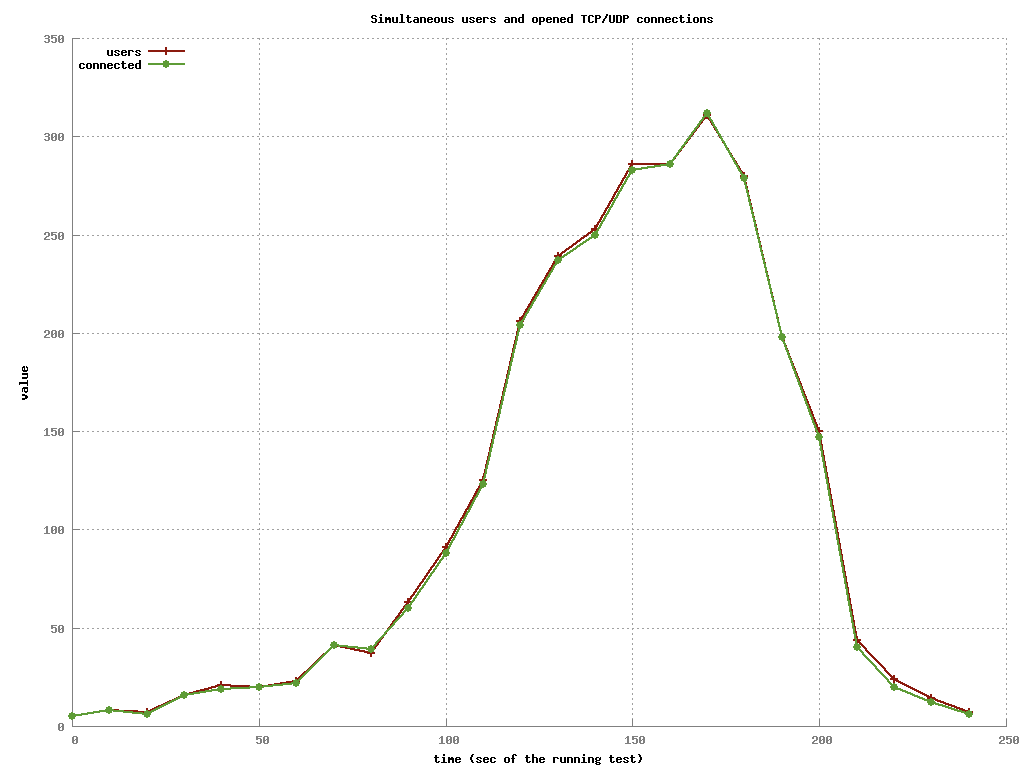 Simultaneous users and opened TCP/UDP connections
350
users
connected
300
250
200
value
150
100
50
0
0 50 100 150 200 250
time (sec of the running test)